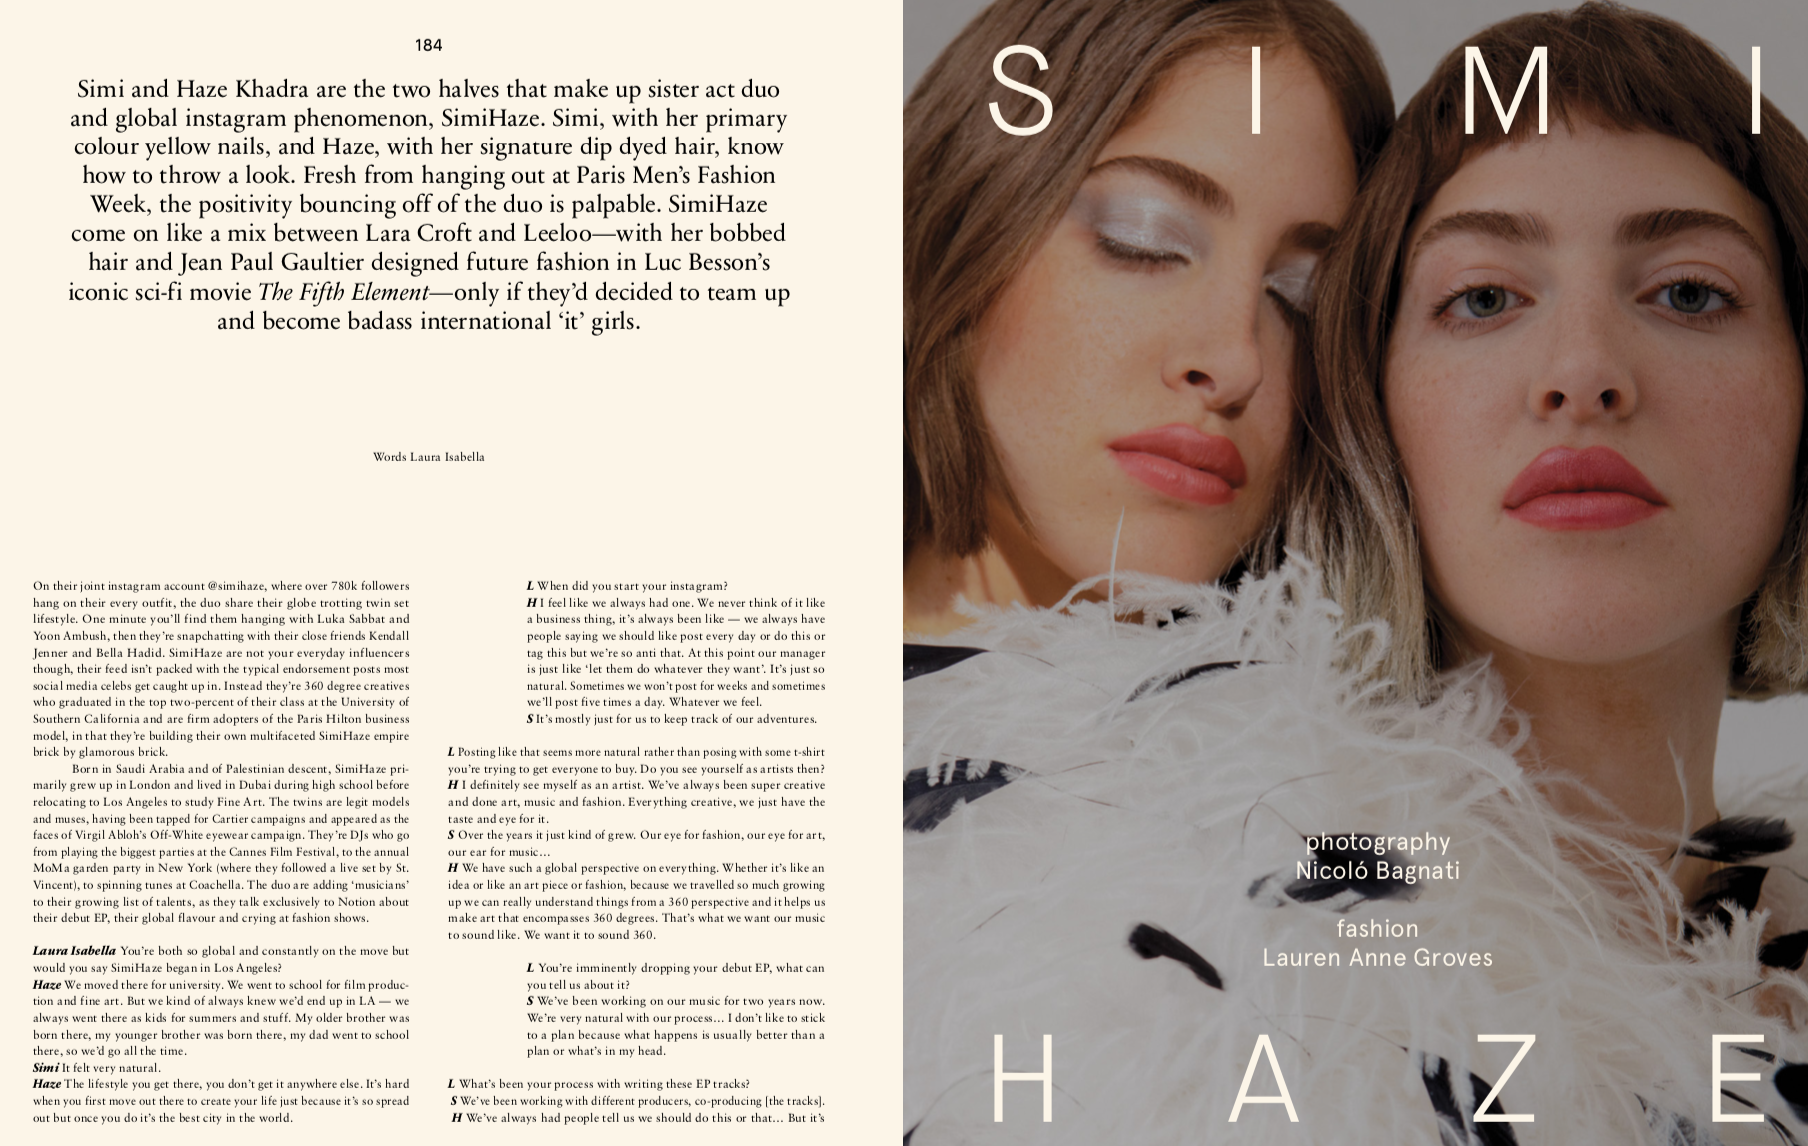 184
Simi and Haze Khadra are the two halves that make up sister act duo
and global instagram phenomenon, SimiHaze. Simi, with her primary
colour yellow nails, and Haze, with her signature dip dyed hair, know
how to throw a look. Fresh from hanging out at Paris Men’s Fashion
Week, the positivity bouncing off of the duo is palpable. SimiHaze
come on like a mix between Lara Croft and Leeloo—with her bobbed
hair and Jean Paul Gaultier designed future fashion in Luc Besson’s
iconic sci-fi movie The Fifth Element—only if they’d decided to team up
and become badass international ‘it’ girls.
Words Laura Isabella
On their joint instagram account @simihaze, where over 780k followers
hang on their every outfit, the duo share their globe trotting twin set
lifestyle. One minute you’ll find them hanging with Luka Sabbat and
Yoon Ambush, then they’re snapchatting with their close friends Kendall
Jenner and Bella Hadid. SimiHaze are not your everyday influencers
though, their feed isn’t packed with the typical endorsement posts most
social media celebs get caught up in. Instead they’re 360 degree creatives
who graduated in the top two-percent of their class at the University of
Southern California and are firm adopters of the Paris Hilton business
model, in that they’re building their own multifaceted SimiHaze empire
brick by glamorous brick.
Born in Saudi Arabia and of Palestinian descent, SimiHaze pri-
marily grew up in London and lived in Dubai during high school before
relocating to Los Angeles to study Fine Art. The twins are legit models
and muses, having been tapped for Cartier campaigns and appeared as the
faces of Virgil Abloh’s Off-White eyewear campaign. They’re DJs who go
from playing the biggest parties at the Cannes Film Festival, to the annual
MoMa garden party in New York (where they followed a live set by St.
Vincent), to spinning tunes at Coachella. The duo are adding ‘musicians’
to their growing list of talents, as they talk exclusively to Notion about
their debut EP, their global flavour and crying at fashion shows.
Laura Isabella You’re both so global and constantly on the move but
would you say SimiHaze began in Los Angeles?
Haze We moved there for university. We went to school for film produc-
tion and fine art. But we kind of always knew we’d end up in LA — we
always went there as kids for summers and stuff. My older brother was
born there, my younger brother was born there, my dad went to school
there, so we’d go all the time.
Simi It felt very natural.
Haze The lifestyle you get there, you don’t get it anywhere else. It’s hard
when you first move out there to create your life just because it’s so spread
out but once you do it’s the best city in the world.
L When did you start your instagram?
H I feel like we always had one. We never think of it like
a business thing, it’s always been like — we always have
people saying we should like post every day or do this or
tag this but we’re so anti that. At this point our manager
is just like ‘let them do whatever they want’. It’s just so
natural. Sometimes we won’t post for weeks and sometimes
we’ll post five times a day. Whatever we feel.
S It’s mostly just for us to keep track of our adventures.
L Posting like that seems more natural rather than posing with some t-shirt
you’re trying to get everyone to buy. Do you see yourself as artists then?
H I definitely see myself as an artist. We’ve always been super creative
and done art, music and fashion. Everything creative, we just have the
taste and eye for it.
S Over the years it just kind of grew. Our eye for fashion, our eye for art,
our ear for music…
H We have such a global perspective on everything. Whether it’s like an
idea or like an art piece or fashion, because we travelled so much growing
up we can really understand things from a 360 perspective and it helps us
make art that encompasses 360 degrees. That’s what we want our music
to sound like. We want it to sound 360.
L You’re imminently dropping your debut EP, what can
you tell us about it?
S We’ve been working on our music for two years now.
We’re very natural with our process… I don’t like to stick
to a plan because what happens is usually better than a
plan or what’s in my head.
L What’s been your process with writing these EP tracks?
S We’ve been working with different producers, co-producing [the tracks].
H We’ve always had people tell us we should do this or that… But it’s
SIMI
photography
Nicoló Bagnati
fashion
Lauren Anne Groves
HAZE